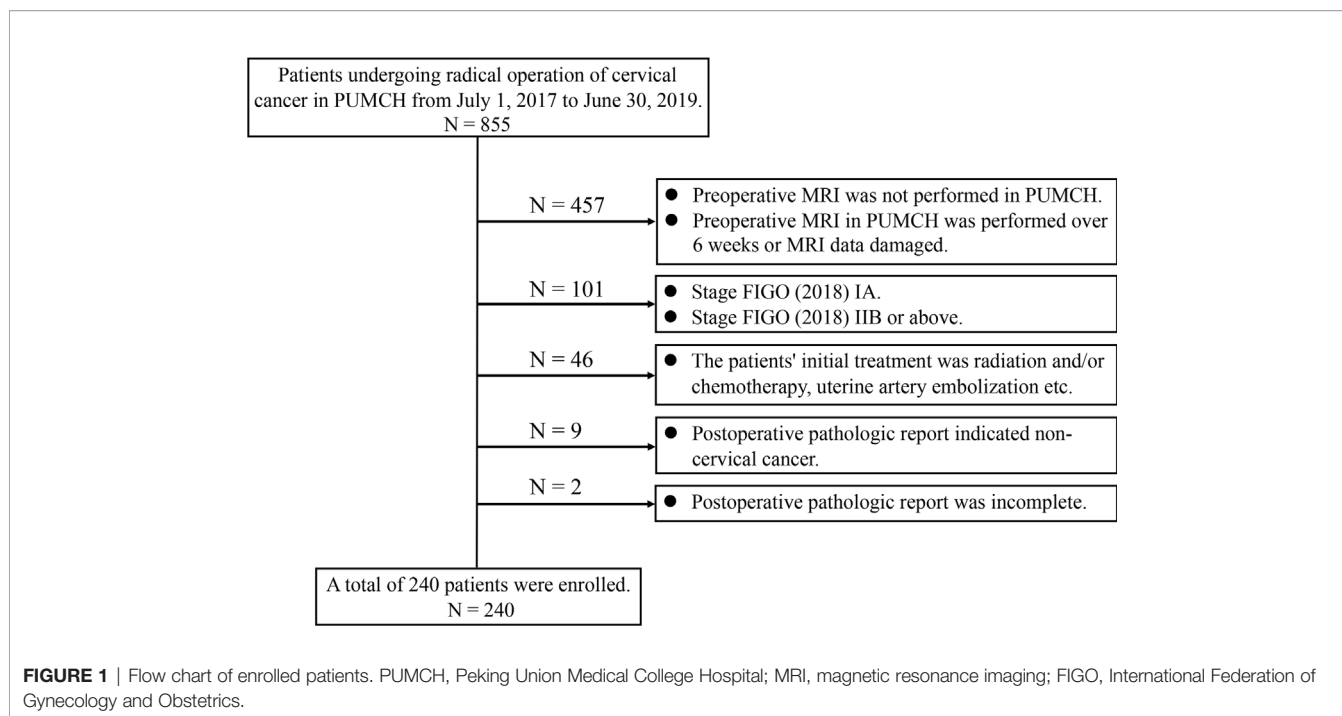 Patients undergoing radical operation of cervical
cancer in PUMCH from July 1, 2017 to June 30, 2019.
N = 855
N = 457
● Preoperative MRI was not performed in PUMCH.
● Preoperative MRI in PUMCH was performed over
6 weeks or MRI data damaged.
N = 101
● Stage FIGO (2018) IA.
● Stage FIGO (2018) IIB or above.
N = 46
● The patients' initial treatment was radiation and/or
chemotherapy, uterine artery embolization etc.
N = 9
● Postoperative pathologic report indicated non-
cervical cancer.
N = 2
● Postoperative pathologic report was incomplete.
A total of 240 patients were enrolled.
N = 240
FIGURE 1 | Flow chart of enrolled patients. PUMCH, Peking Union Medical College Hospital; MRI, magnetic resonance imaging; FIGO, International Federation of
Gynecology and Obstetrics.